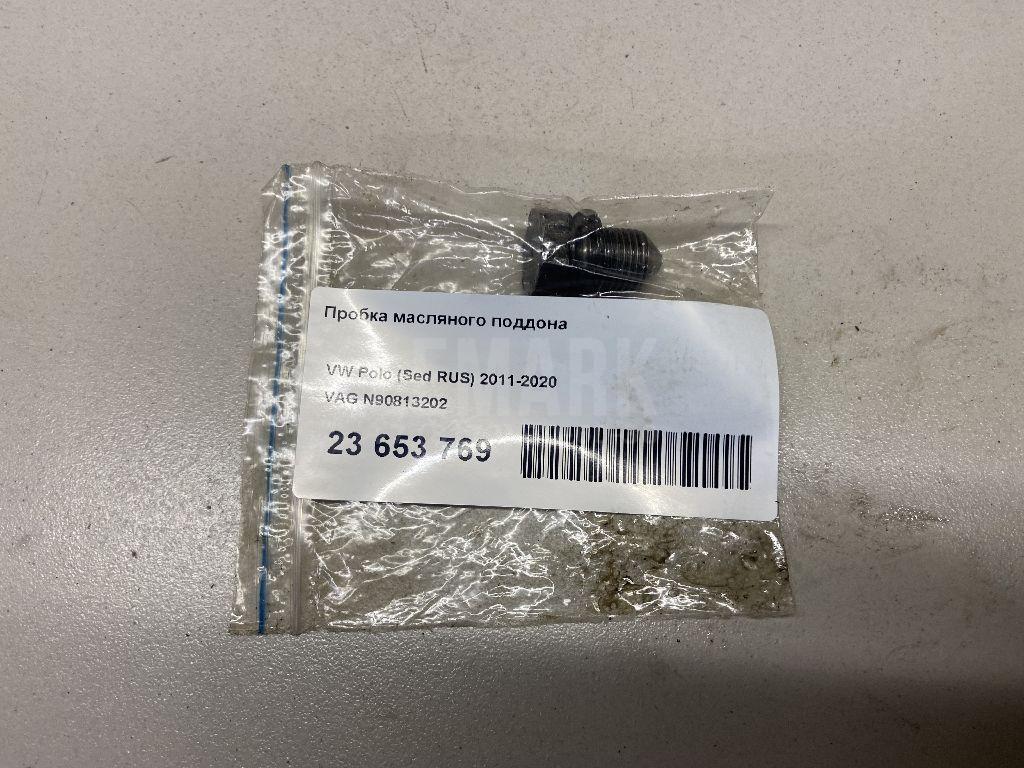 Пробка масляного поддона
VW Polo (Sed RUS) 2011-2020
VAG N90813202
23 653 769